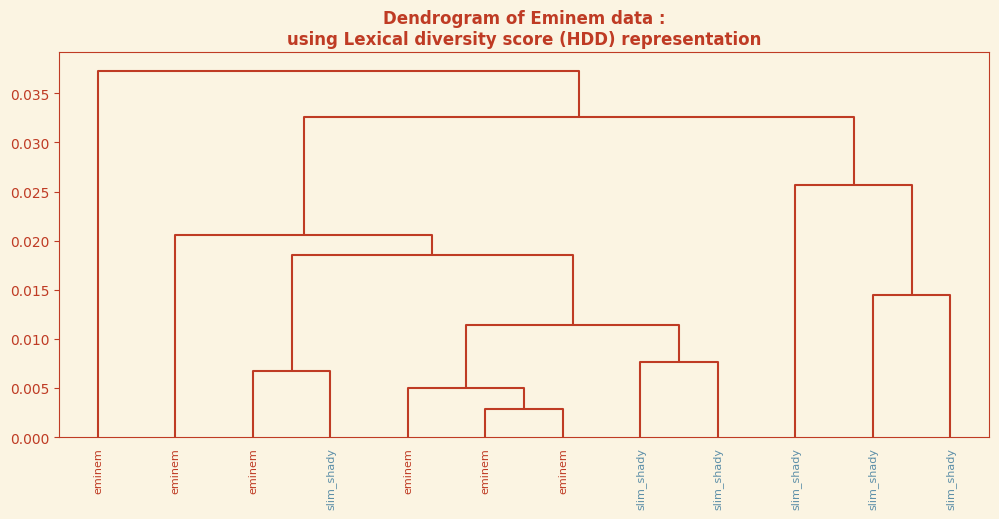 Dendrogram of Eminem data :
using Lexical diversity score (HDD) representation
0.035
0.030
0.025
0.020
0.015
0.010
0.005
0.000
eminem
eminem
eminem
slim_shady
eminem
eminem
eminem
slim_shady
slim_shady
slim_shady
slim_shady
slim_shady